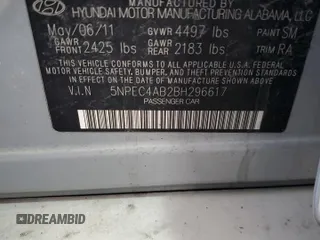 HYUNDAI MOTOR MANUFACTURING ALABAMA, LLC
May/06/11 GVWR 4497 lbs PAINT SM
GAWR FRONT 2425 lbs GAWR REAR 2183 lbs TRIM RA
THIS VEHICLE CONFORMS TO ALL APPLICABLE
FEDERAL MOTOR VEHICLE SAFETY, BUMPER,
AND THEFT PREVENTION STANDARDS IN EFFECT ON
THE DATE OF MANUFACTURE SHOWN ABOVE
V.I.N 5NPEC4AB2BH296617
PASSENGER CAR
DREAMBID